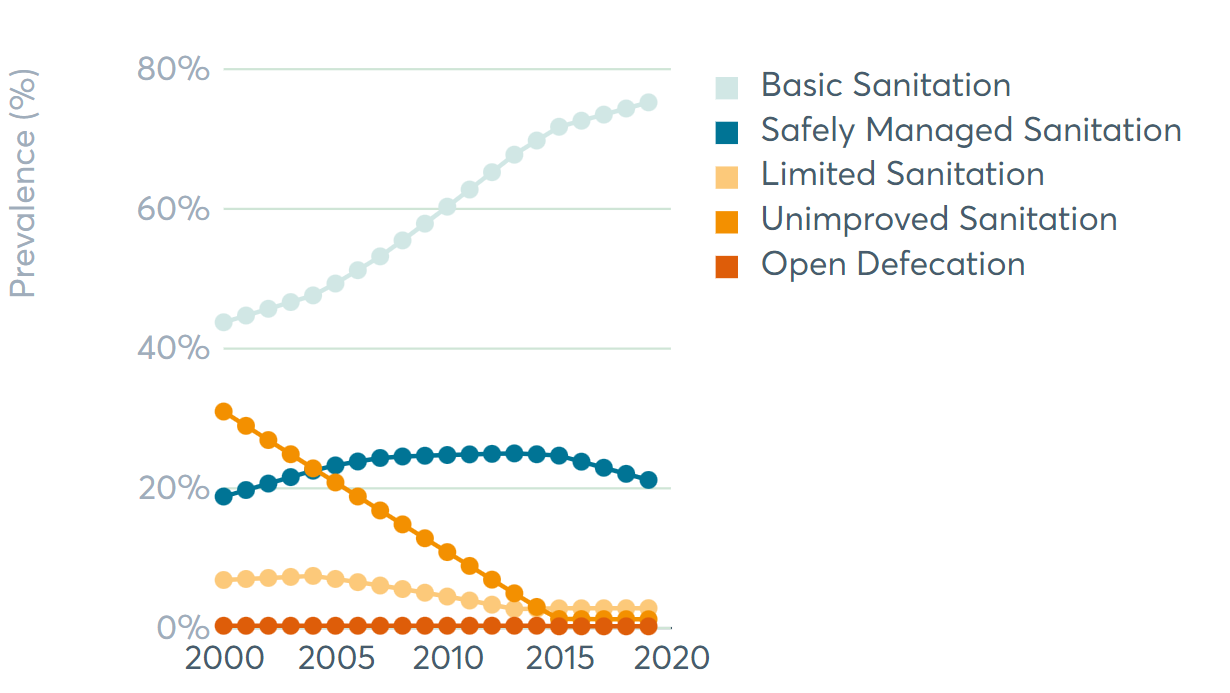 Prevalence (%)
80%
60%
40%
20%
0%
2000 2005 2010 2015 2020
Basic Sanitation
Safely Managed Sanitation
Limited Sanitation
Unimproved Sanitation
Open Defecation